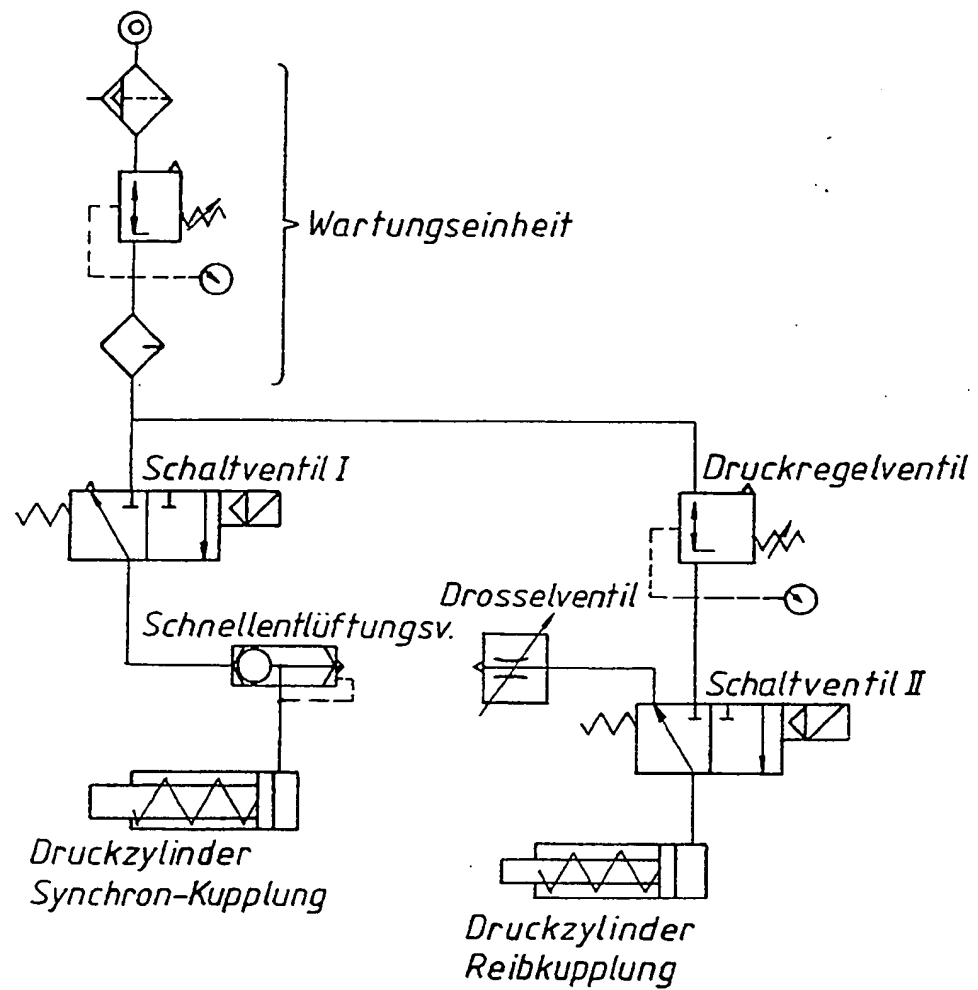 Wartungseinheit
Schaltventil I
Druckregelventil
Drosselventil
Schnellentlüftungsv.
Schaltventil II
Druckzylinder
Synchron-Kupplung
Druckzylinder
Reibkupplung